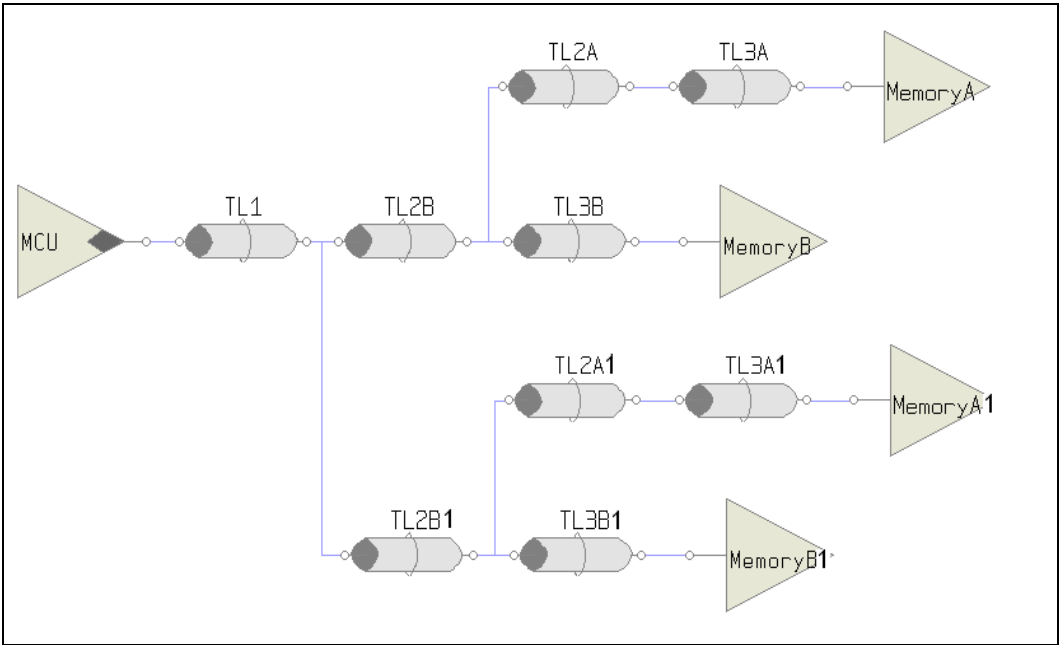 TL2A
TL3A
MemoryA
MCU
TL1
TL2B
TL3B
MemoryB
TL2A1
TL3A1
MemoryA1
TL2B1
TL3B1
MemoryB1